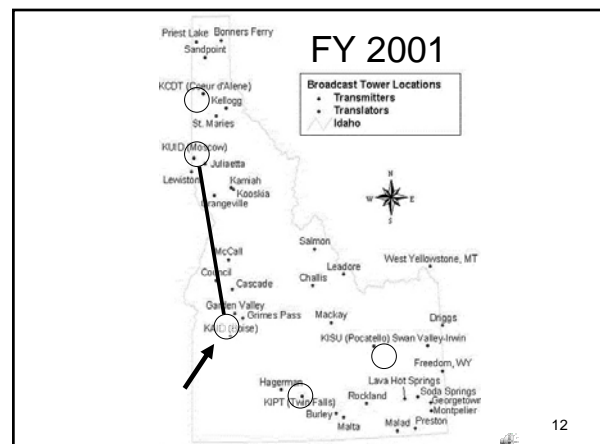 FY 2001
Broadcast Tower Locations
Transmitters
Translators
Idaho
Priest Lake
Bonners Ferry
Sandpoint
KCDT (Coeur d'Alene)
Kellogg
St. Maries
KUID (Moscow)
Juliaetta
Lewiston
Kamiah
Kooskia
Grangeville
N
W
E
S
Salmon
West Yellowstone, MT
McCall
Leadore
Council
Challis
Cascade
Garden Valley
Grimes Pass
Mackay
Driggs
KAID (Boise)
KISU (Pocatello)
Swan Valley-Irwin
Freedom, WY
Hagerman
Lava Hot Springs
KIPT (Twin Falls)
Rockland
Soda Springs
Georgetown
Burley
Montpelier
Malta
Malad
Preston
12